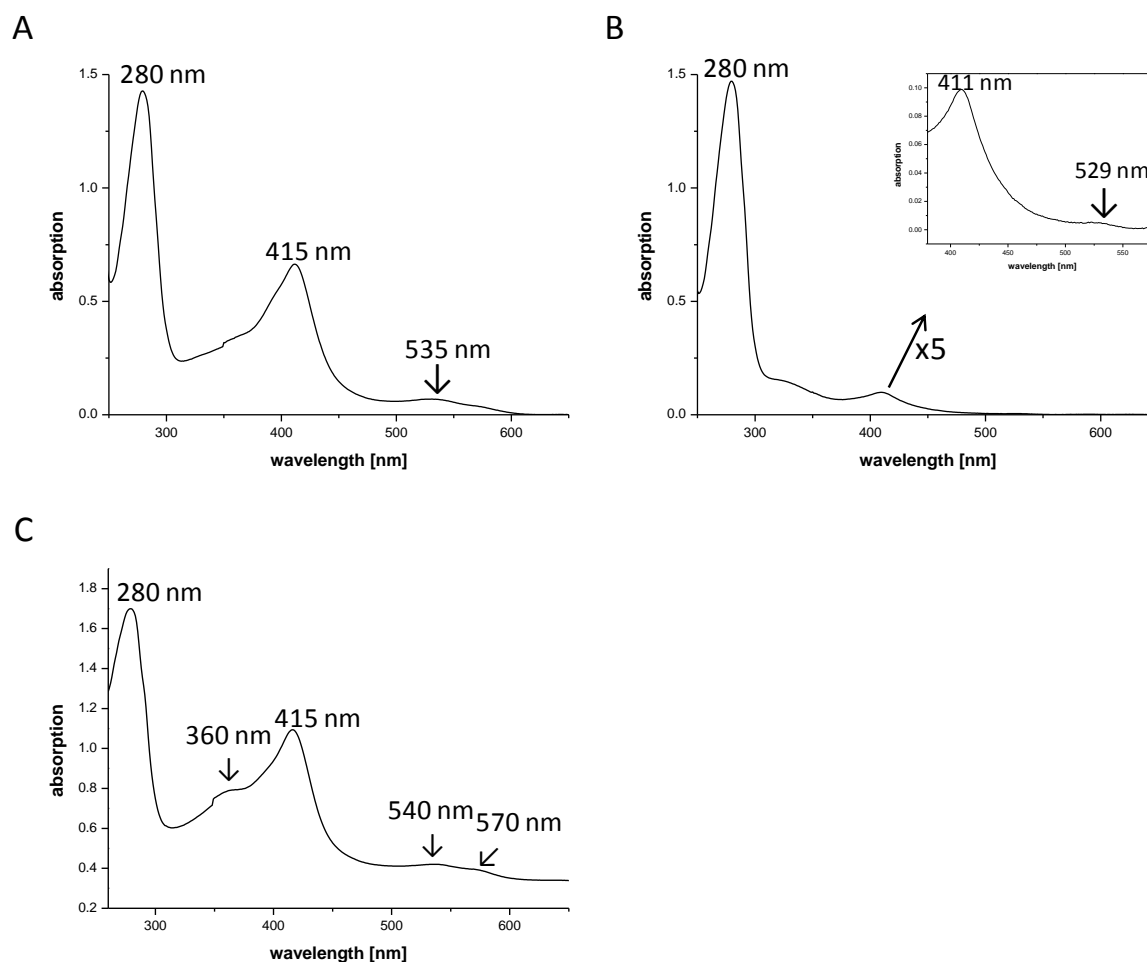 A
280 nm
415 nm
535 nm
1.5
1.0
0.5
0.0
absorption
300 400 500 600
wavelength [nm]
B
280 nm
x5
1.5
1.0
0.5
0.0
absorption
300 400 500 600
wavelength [nm]
411 nm
529 nm
0.10
0.08
0.06
0.04
0.02
0.00
absorption
400 450 500 550
wavelength [nm]
C
280 nm
360 nm
415 nm
540 nm
570 nm
1.8
1.6
1.4
1.2
1.0
0.8
0.6
0.4
0.2
absorption
300 400 500 600
wavelength [nm]